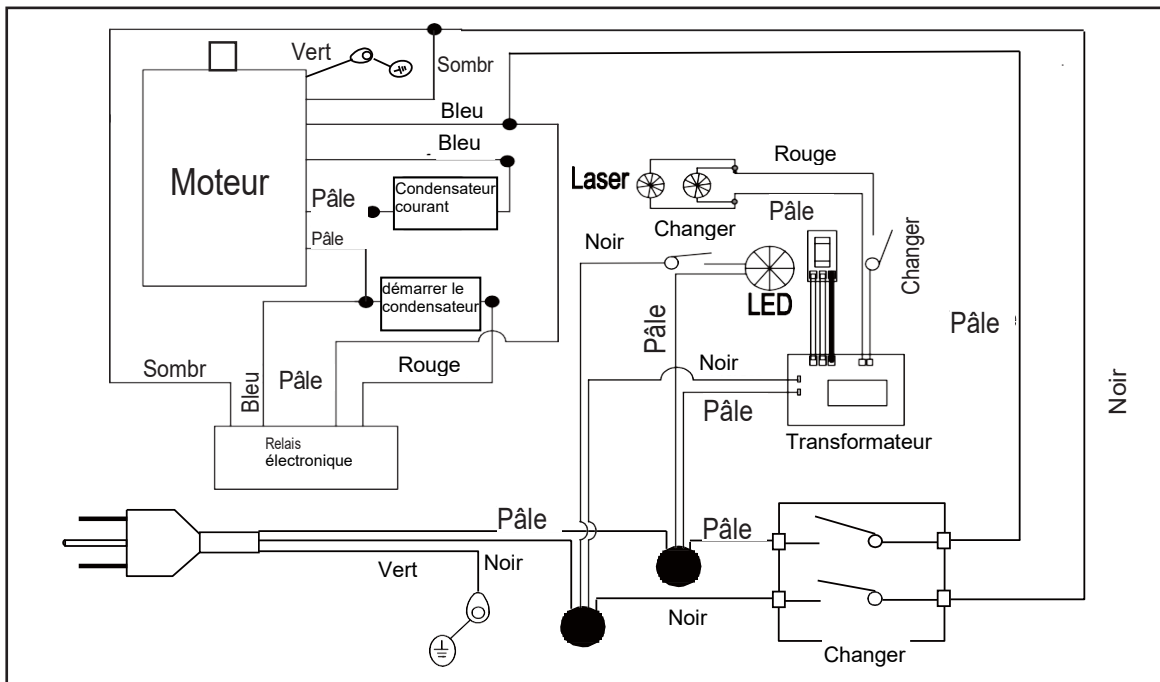 Vert
Sombr
Bleu
Bleu
Moteur
Pâle
Condensateur
courant
Pâle
démarrer le
condensateur
Sombr
Bleu
Pâle
Rouge
Relais
électronique
Laser
Rouge
Pâle
Changer
Noir
Changer
LED
Pâle
Pâle
Noir
Noir
Pâle
Transformateur
Pâle
Pâle
Vert
Noir
Noir
Changer